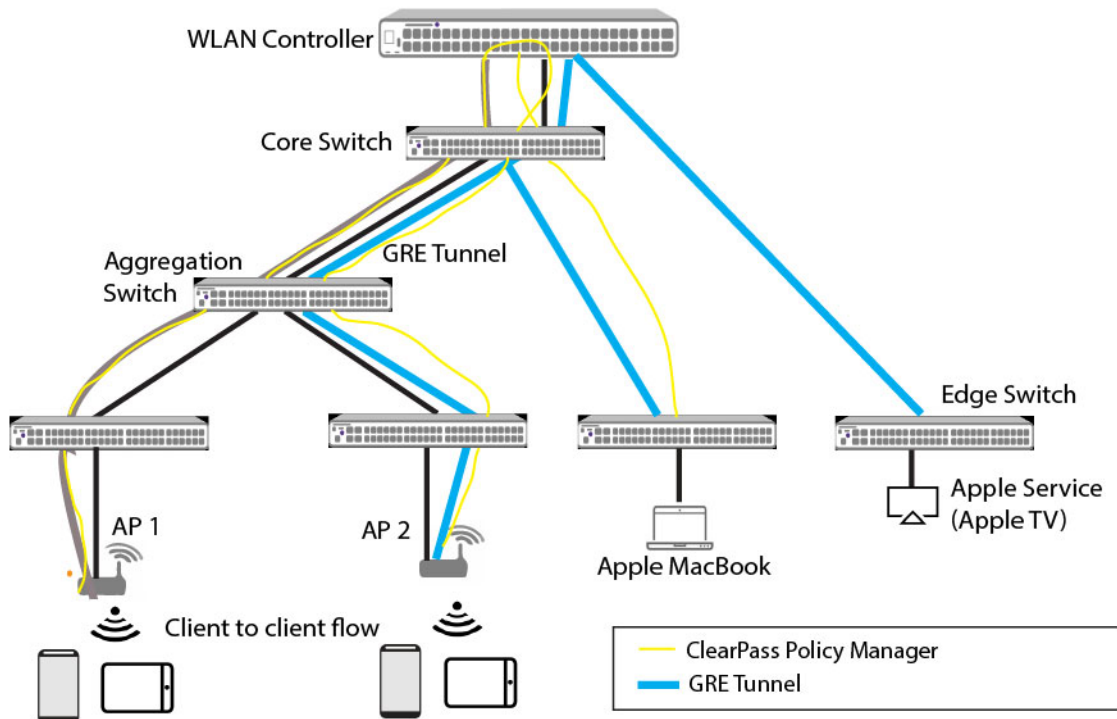 WLAN Controller
Core Switch
Aggregation
Switch
GRE Tunnel
Edge Switch
AP 1
AP 2
Apple MacBook
Apple Service
(Apple TV)
Client to client flow
ClearPass Policy Manager
GRE Tunnel